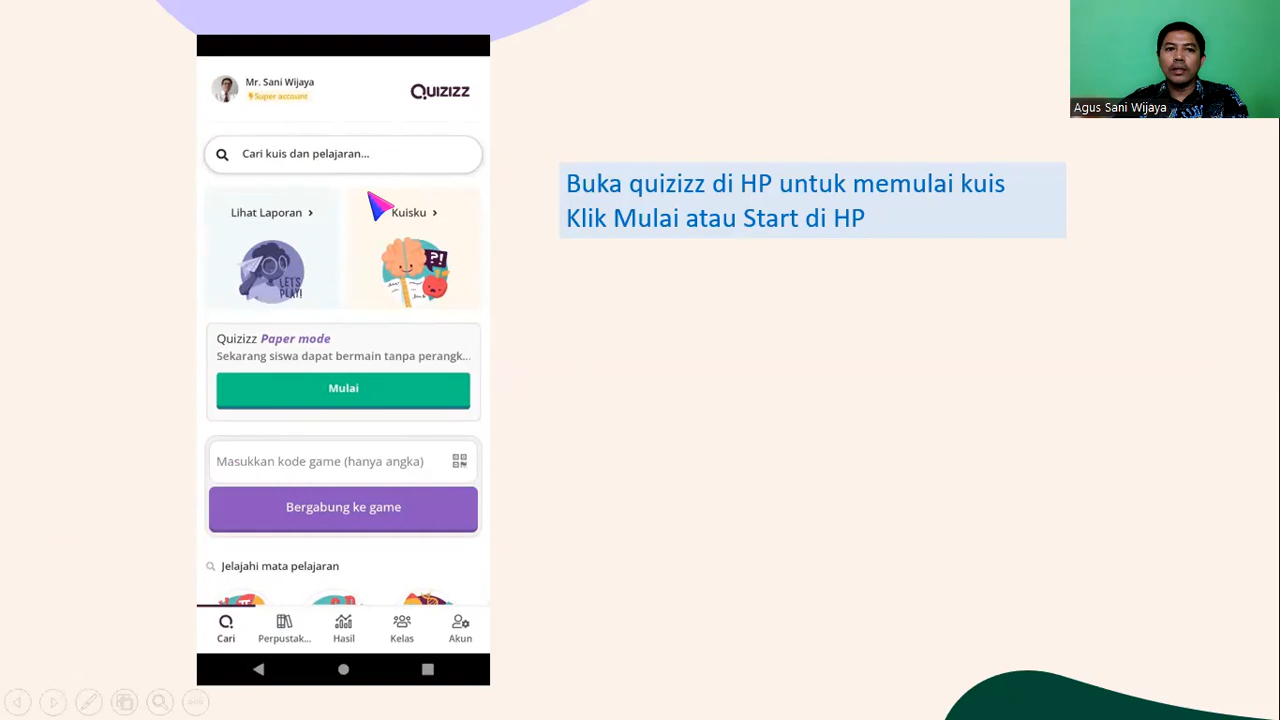 Mr. Sani Wijaya
Super account
QUIZIZZ
Cari kuis dan pelajaran...
Lihat Laporan
Kuisku
LET'S PLAY!
?!
Quizizz Paper mode
Sekarang siswa dapat bermain tanpa perangk...
Mulai
Masukkan kode game (hanya angka)
Bergabung ke game
Jelajahi mata pelajaran
Cari
Perpustak...
Hasil
Kelas
Akun
Buka quizizz di HP untuk memulai kuis
Klik Mulai atau Start di HP
Agus Sani Wijaya